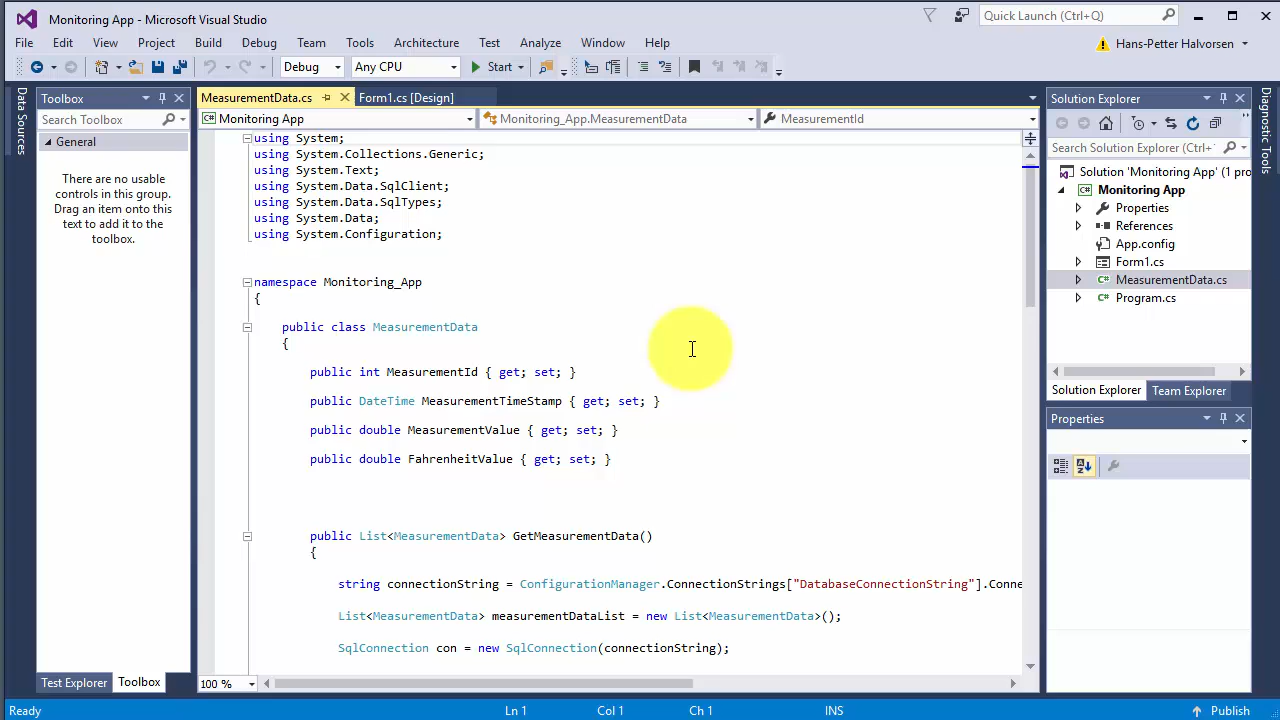 Monitoring App - Microsoft Visual Studio
Quick Launch (Ctrl+Q)
File Edit View Project Build Debug Team Tools Architecture Test Analyze Window Help
Hans-Petter Halvorsen
Debug Any CPU Start
Data Sources
Toolbox
Search Toolbox
General
There are no usable
controls in this group.
Drag an item onto this
text to add it to the
toolbox.
Test Explorer Toolbox
MeasurementData.cs Form1.cs [Design]
Monitoring App Monitoring_App.MeasurementData MeasurementId
using System;
using System.Collections.Generic;
using System.Text;
using System.Data.SqlClient;
using System.Data.SqlTypes;
using System.Data;
using System.Configuration;
namespace Monitoring_App
{
public class MeasurementData
{
public int MeasurementId { get; set; }
public DateTime MeasurementTimeStamp { get; set; }
public double MeasurementValue { get; set; }
public double FahrenheitValue { get; set; }
public List<MeasurementData> GetMeasurementData()
{
string connectionString = ConfigurationManager.ConnectionStrings["DatabaseConnectionString"].Conne
List<MeasurementData> measurementDataList = new List<MeasurementData>();
SqlConnection con = new SqlConnection(connectionString);
100 %
Solution Explorer
Search Solution Explorer (Ctrl+
Solution 'Monitoring App' (1 pro
Monitoring App
Properties
References
App.config
Form1.cs
MeasurementData.cs
Program.cs
Solution Explorer Team Explorer
Properties
Diagnostic Tools
Ready Ln 1 Col 1 Ch 1 INS Publish